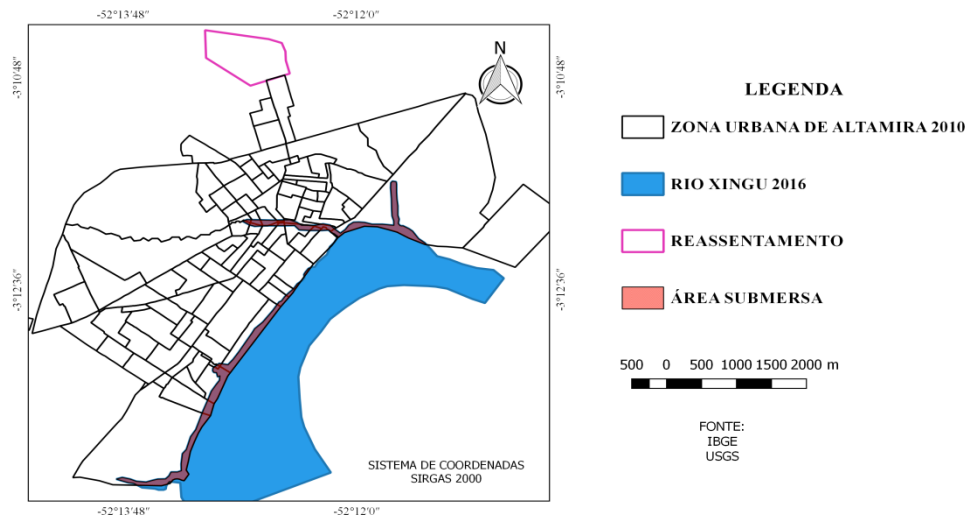 -52°13'48"
-52°12'0"
-3°10'48"
-3°10'48"
N
-3°12'36"
-3°12'36"
SISTEMA DE COORDENADAS
SIRGAS 2000
-52°13'48"
-52°12'0"
LEGENDA
ZONA URBANA DE ALTAMIRA 2010
RIO XINGU 2016
REASSENTAMENTO
ÁREA SUBMERSA
500 0 500 1000 1500 2000 m
FONTE:
IBGE
USGS